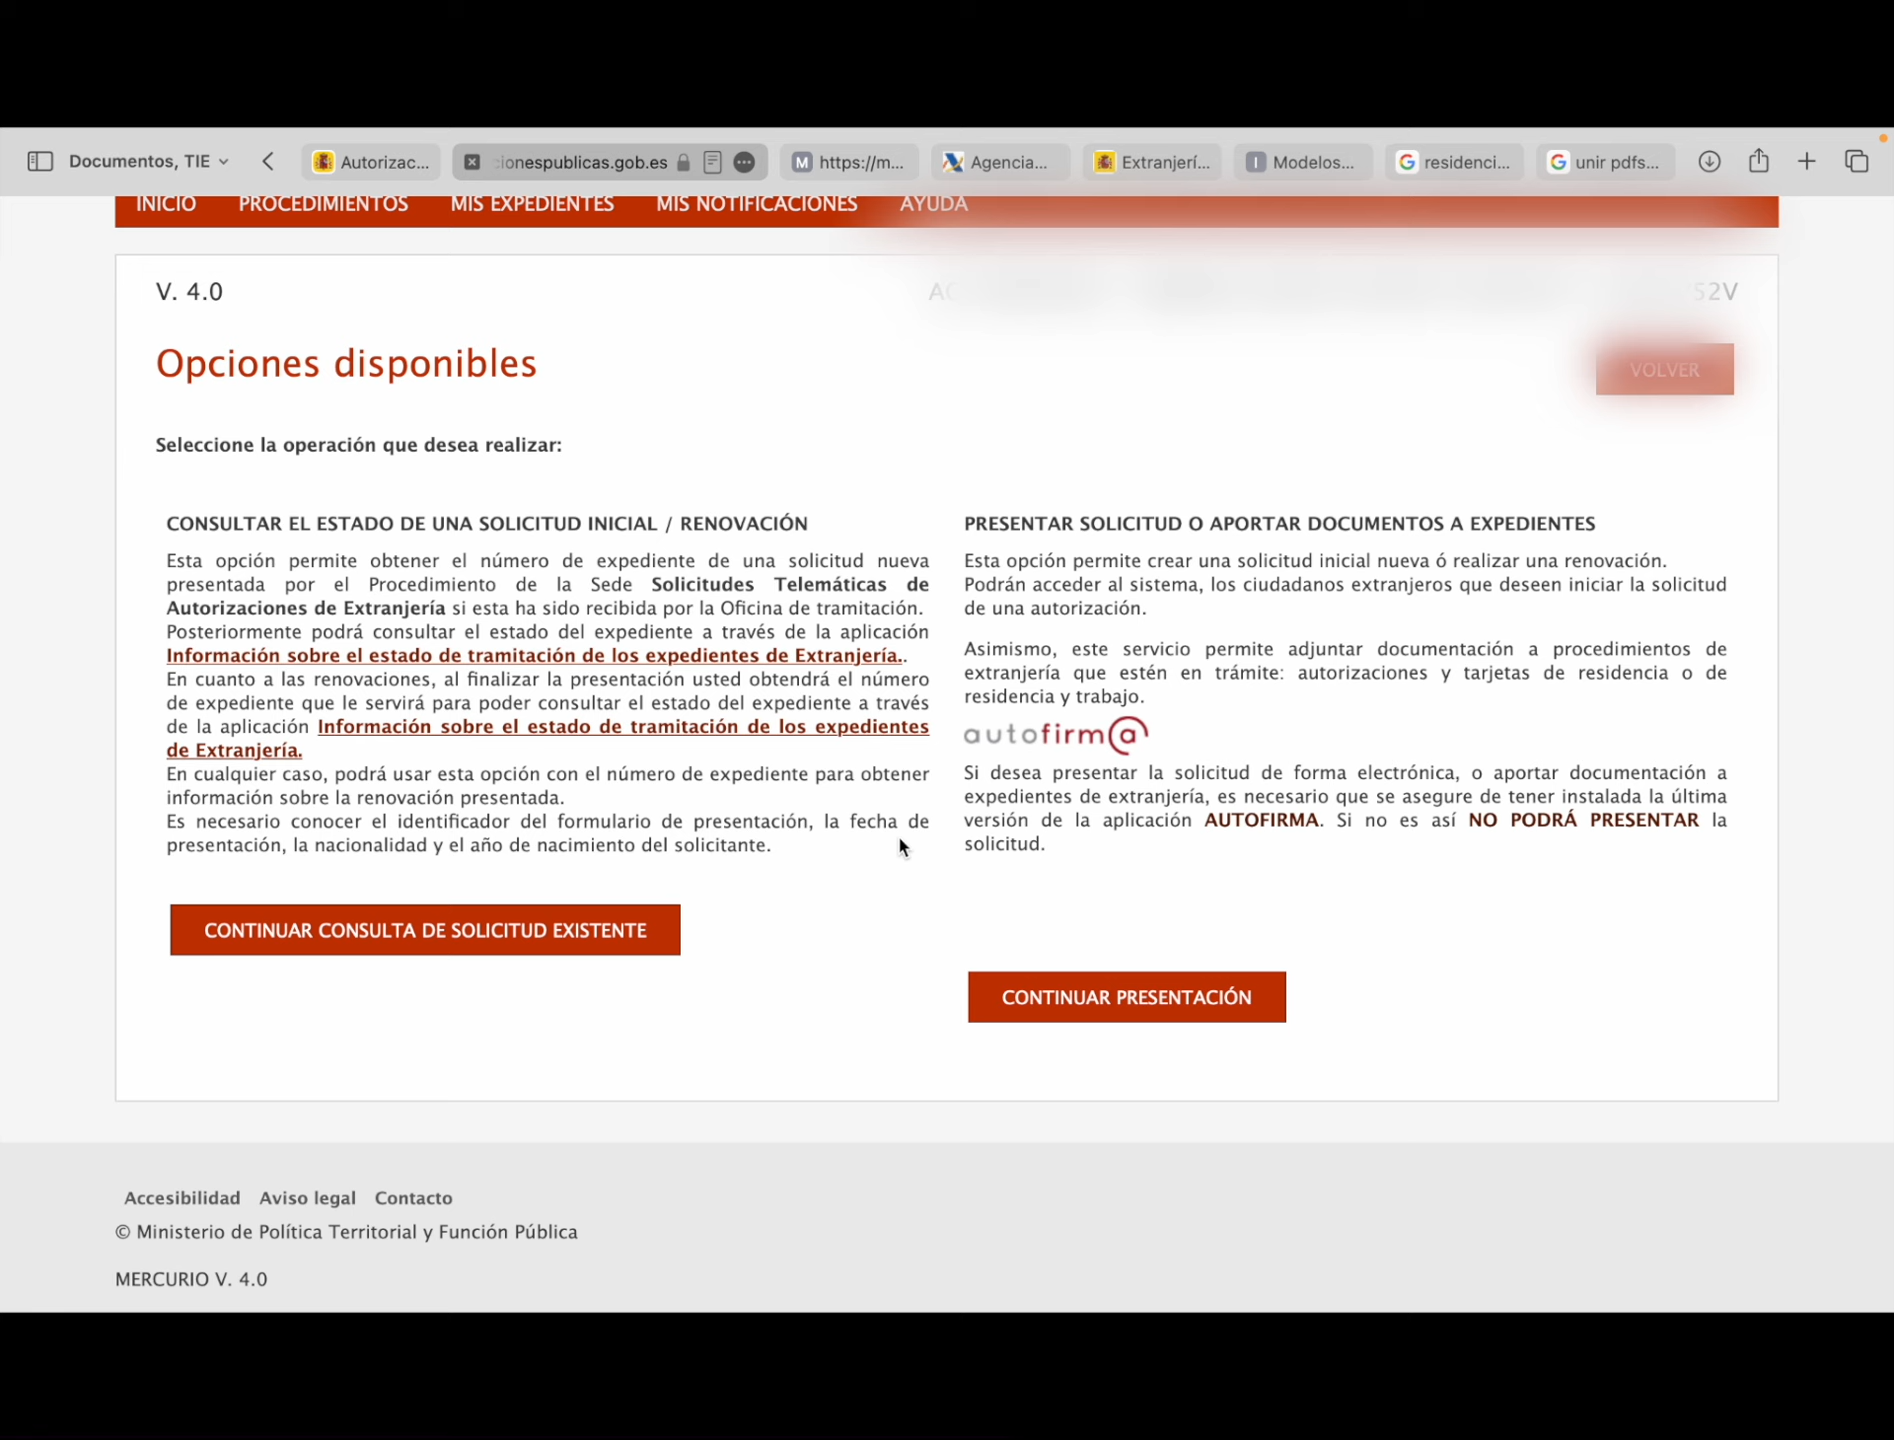 Documentos, TIE
Autorizac...
cionespublicas.gob.es
M https://m...
Agencia...
Extranjerí...
I Modelos...
G residenci...
G unir pdfs...
INICIO PROCEDIMIENTOS MIS EXPEDIENTES MIS NOTIFICACIONES AYUDA
V. 4.0
52V
Opciones disponibles
VOLVER
Seleccione la operación que desea realizar:
CONSULTAR EL ESTADO DE UNA SOLICITUD INICIAL / RENOVACIÓN
Esta opción permite obtener el número de expediente de una solicitud nueva
presentada por el Procedimiento de la Sede Solicitudes Telemáticas de
Autorizaciones de Extranjería si esta ha sido recibida por la Oficina de tramitación.
Posteriormente podrá consultar el estado del expediente a través de la aplicación
Información sobre el estado de tramitación de los expedientes de Extranjería..
En cuanto a las renovaciones, al finalizar la presentación usted obtendrá el número
de expediente que le servirá para poder consultar el estado del expediente a través
de la aplicación Información sobre el estado de tramitación de los expedientes
de Extranjería.
En cualquier caso, podrá usar esta opción con el número de expediente para obtener
información sobre la renovación presentada.
Es necesario conocer el identificador del formulario de presentación, la fecha de
presentación, la nacionalidad y el año de nacimiento del solicitante.
CONTINUAR CONSULTA DE SOLICITUD EXISTENTE
PRESENTAR SOLICITUD O APORTAR DOCUMENTOS A EXPEDIENTES
Esta opción permite crear una solicitud inicial nueva ó realizar una renovación.
Podrán acceder al sistema, los ciudadanos extranjeros que deseen iniciar la solicitud
de una autorización.
Asimismo, este servicio permite adjuntar documentación a procedimientos de
extranjería que estén en trámite: autorizaciones y tarjetas de residencia o de
residencia y trabajo.
autofirm@
Si desea presentar la solicitud de forma electrónica, o aportar documentación a
expedientes de extranjería, es necesario que se asegure de tener instalada la última
versión de la aplicación AUTOFIRMA. Si no es así NO PODRÁ PRESENTAR la
solicitud.
CONTINUAR PRESENTACIÓN
Accesibilidad Aviso legal Contacto
© Ministerio de Política Territorial y Función Pública
MERCURIO V. 4.0